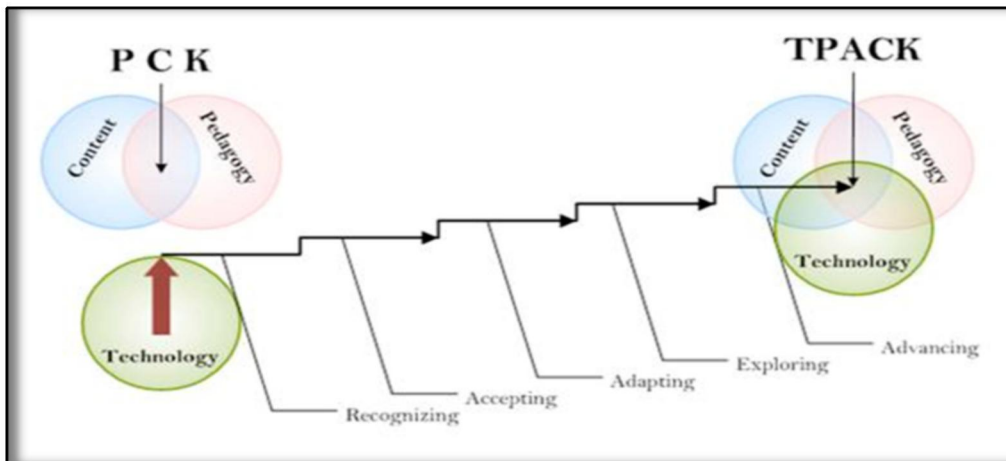 P C K
Content
Pedagogy
Technology
TPACK
Content
Pedagogy
Technology
Recognizing
Accepting
Adapting
Exploring
Advancing